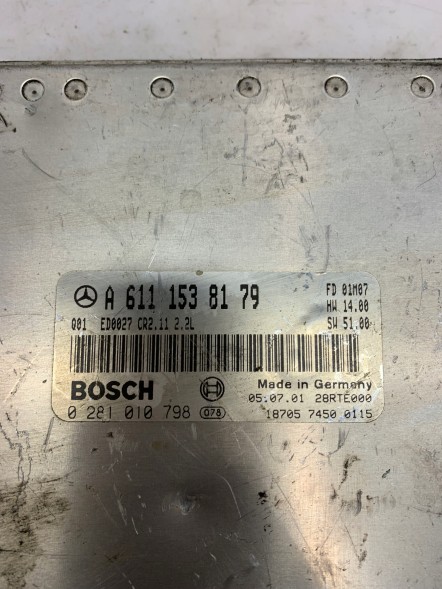 A 611 153 81 79
FD 01M07
HW 14.00
Q01 ED0027 CR2.11 2.2L
SW 51.00
BOSCH
Made in Germany
05.07.01 28RTE000
0 281 010 798 078
18705 7450 0115